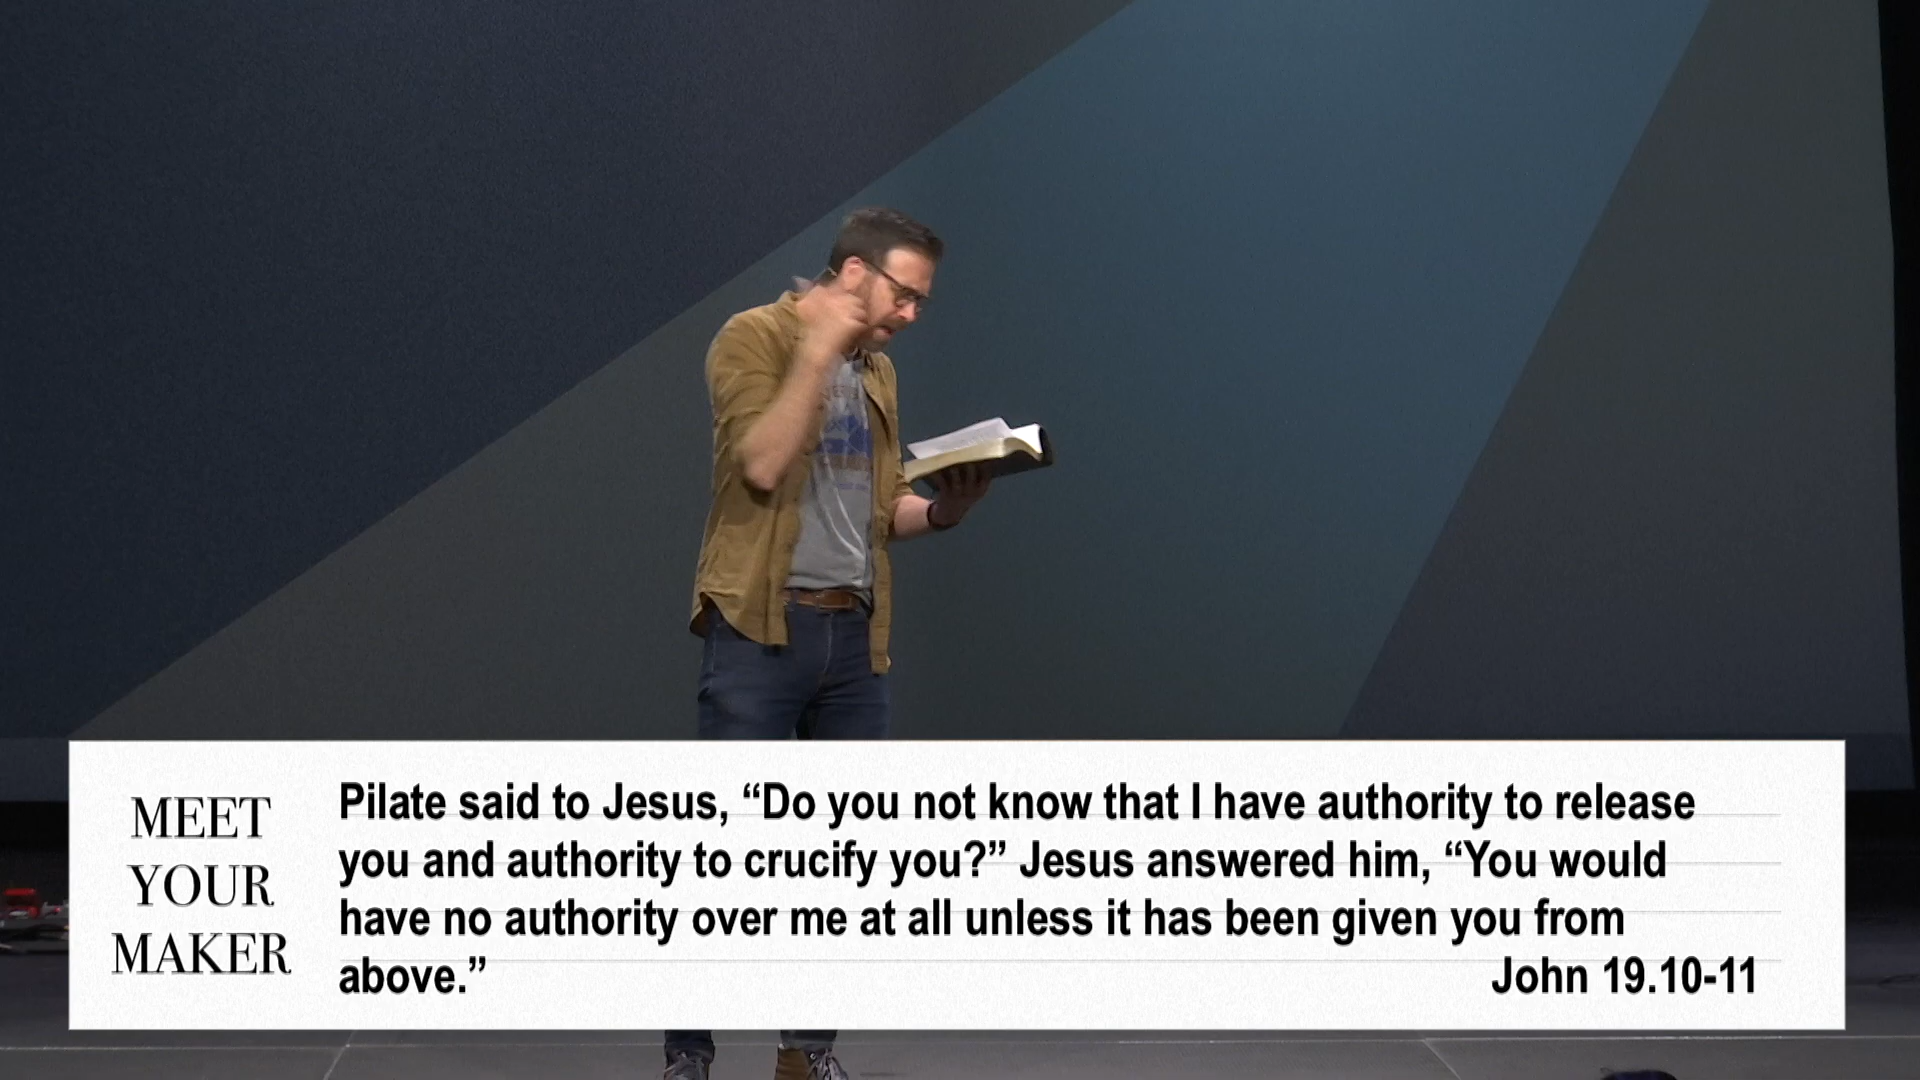 MEET
YOUR
MAKER
Pilate said to Jesus, “Do you not know that I have authority to release
you and authority to crucify you?” Jesus answered him, “You would
have no authority over me at all unless it has been given you from
above.”
John 19.10-11